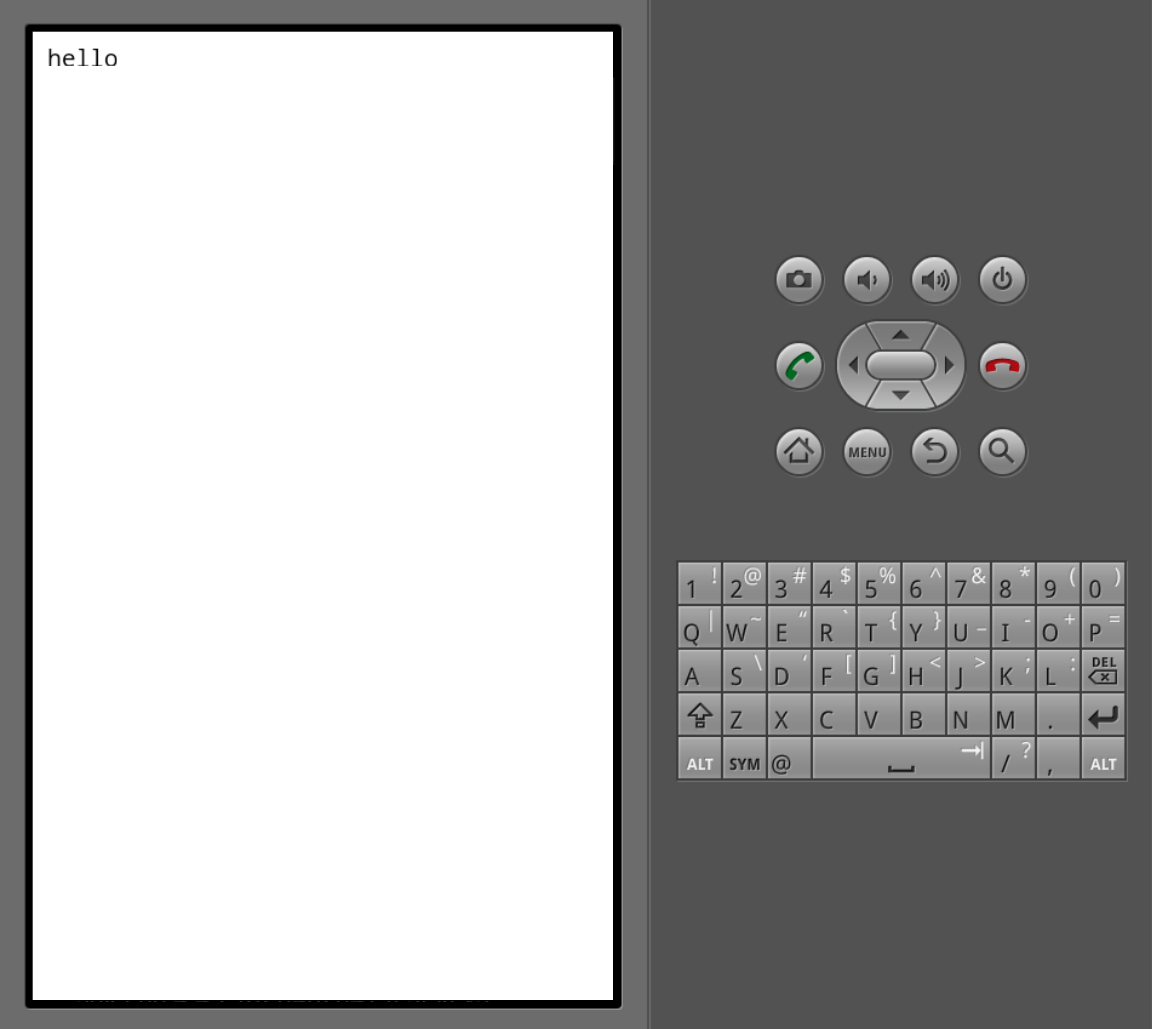 hello
MENU
1 ! 2 @ 3 # 4 $ 5 % 6 ^ 7 & 8 * 9 ( 0 )
Q | W ~ E “ R ` T { Y } U _ I - O + P =
A S \ D ‘ F [ G ] H < J > K ; L : DEL
Z X C V B N M .
ALT SYM @ / ? , ALT